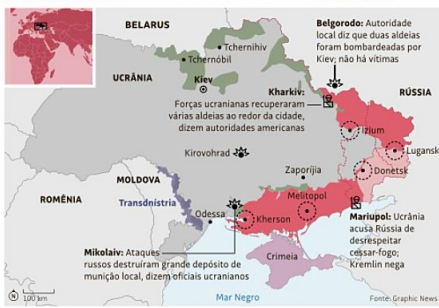 BELARUS
Belgorodo: Autoridade
local diz que duas aldeias
foram bombardeadas por
Kiev; não há vítimas
Tchernihiv
Tchernóbil
UCRÂNIA
Kiev
RÚSSIA
Kharkiv:
Forças ucranianas recuperaram
várias aldeias ao redor da cidade,
dizem autoridades americanas
Izium
Kirovohrad
Lugansk
MOLDOVA
Zaporíjia
Donetsk
Transdnístria
Melitopol
ROMÊNIA
Odessa
Kherson
Mariupol: Ucrânia
acusa Rússia de
desrespeitar
cessar-fogo;
Kremlin nega
Mikolaiv: Ataques
russos destruíram grande depósito de
munição local, dizem oficiais ucranianos
Crimeia
N
100 km
Mar Negro
Fonte: Graphic News